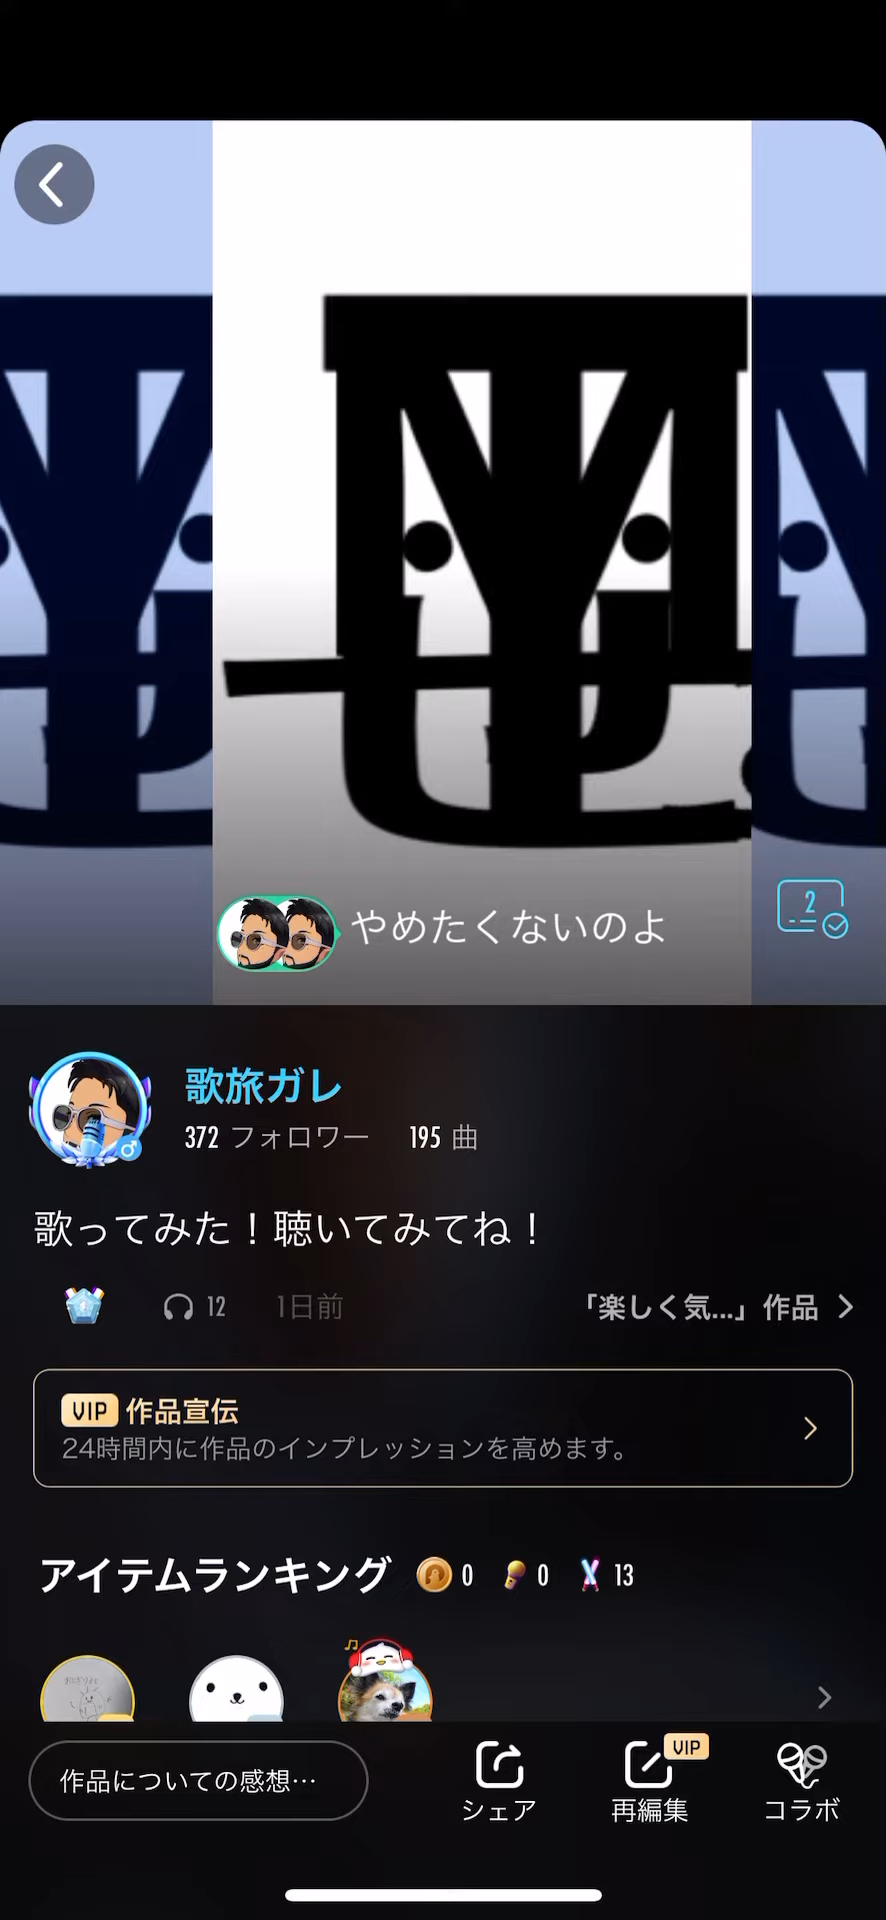 やめたくないのよ
2
歌旅ガレ
372 フォロワー 195 曲
歌ってみた！聴いてみてね！
12 1日前 「楽しく気...」作品
VIP 作品宣伝
24時間内に作品のインプレッションを高めます。
アイテムランキング 0 0 13
作品についての感想…
シェア
VIP
再編集
コラボ